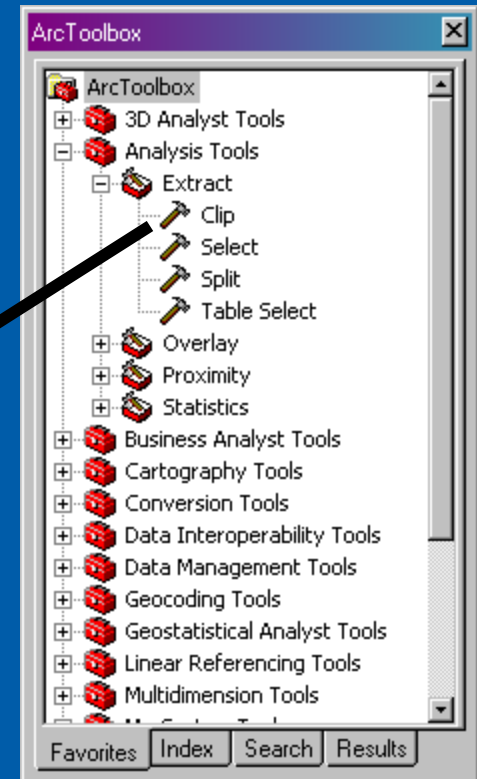 ArcToolbox
ArcToolbox
3D Analyst Tools
Analysis Tools
Extract
Clip
Select
Split
Table Select
Overlay
Proximity
Statistics
Business Analyst Tools
Cartography Tools
Conversion Tools
Data Interoperability Tools
Data Management Tools
Geocoding Tools
Geostatistical Analyst Tools
Linear Referencing Tools
Multidimension Tools
Favorites Index Search Results